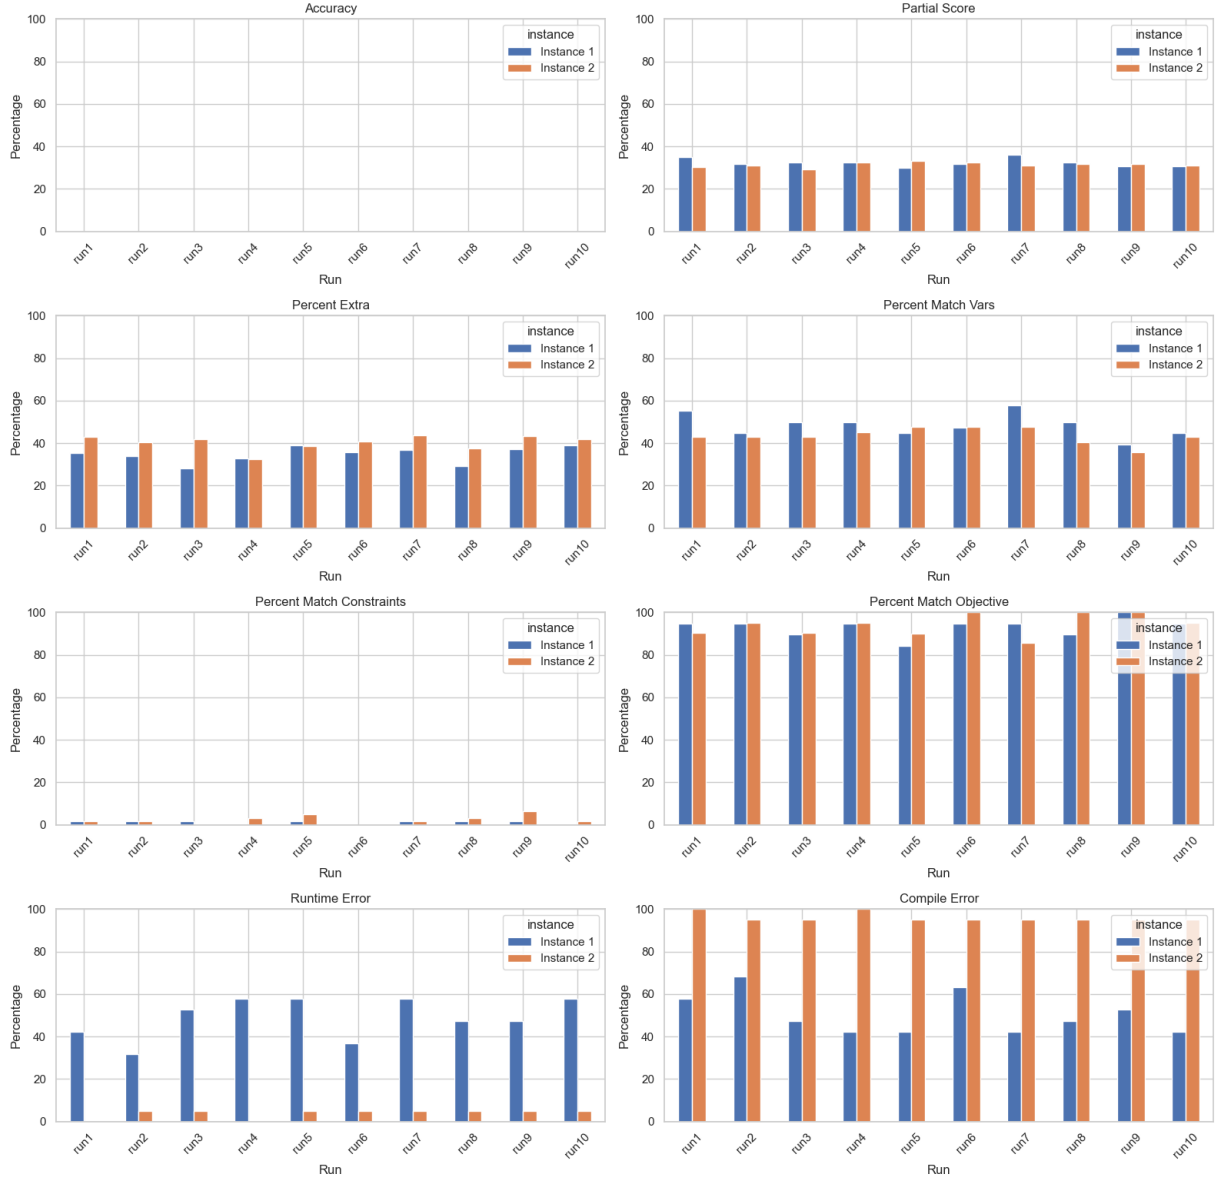 Accuracy
100
80
60
40
20
0
Percentage
run1 run2 run3 run4 run5 run6 run7 run8 run9 run10
Run
instance
Instance 1
Instance 2
Partial Score
100
80
60
40
20
0
Percentage
run1 run2 run3 run4 run5 run6 run7 run8 run9 run10
Run
instance
Instance 1
Instance 2
Percent Extra
100
80
60
40
20
0
Percentage
run1 run2 run3 run4 run5 run6 run7 run8 run9 run10
Run
instance
Instance 1
Instance 2
Percent Match Vars
100
80
60
40
20
0
Percentage
run1 run2 run3 run4 run5 run6 run7 run8 run9 run10
Run
instance
Instance 1
Instance 2
Percent Match Constraints
100
80
60
40
20
0
Percentage
run1 run2 run3 run4 run5 run6 run7 run8 run9 run10
Run
instance
Instance 1
Instance 2
Percent Match Objective
100
80
60
40
20
0
Percentage
run1 run2 run3 run4 run5 run6 run7 run8 run9 run10
Run
instance
Instance 1
Instance 2
Runtime Error
100
80
60
40
20
0
Percentage
run1 run2 run3 run4 run5 run6 run7 run8 run9 run10
Run
instance
Instance 1
Instance 2
Compile Error
100
80
60
40
20
0
Percentage
run1 run2 run3 run4 run5 run6 run7 run8 run9 run10
Run
instance
Instance 1
Instance 2